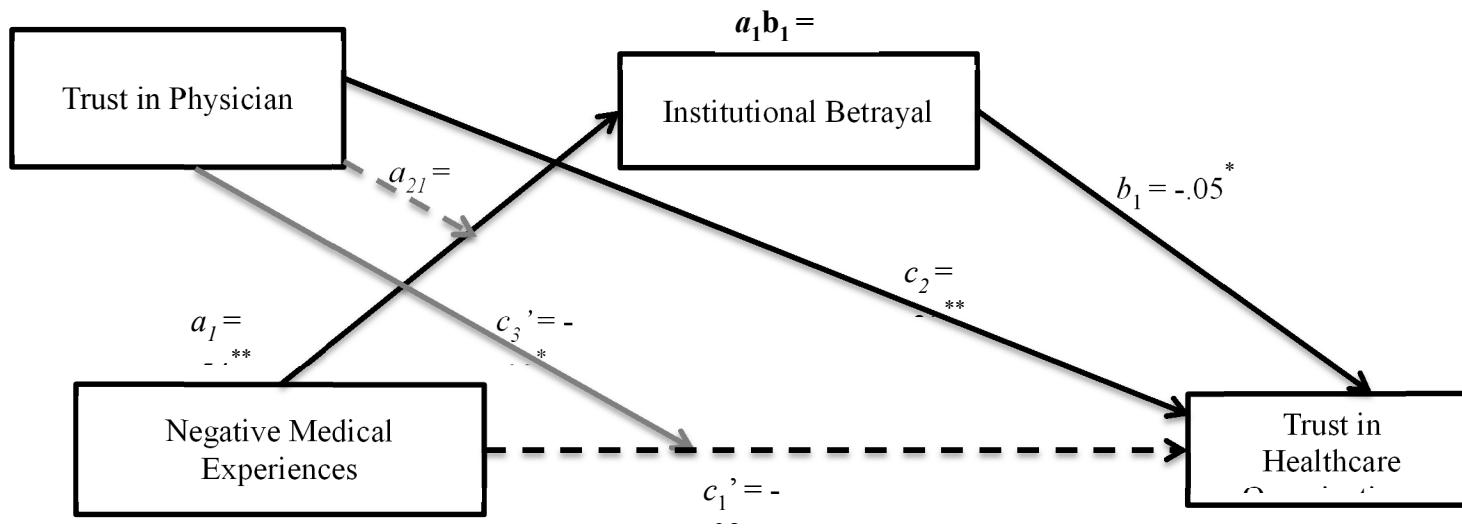 a₁b₁ =
Trust in Physician
Institutional Betrayal
a₂₁ =
b₁ = -.05*
c₂ =
**
a₁ =
**
c₃’ = -
*
Negative Medical
Experiences
Trust in
Healthcare
c₁’ = -